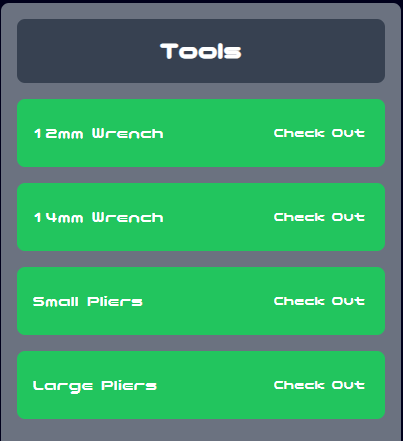 Tools
12mm Wrench Check Out
14mm Wrench Check Out
Small Pliers Check Out
Large Pliers Check Out